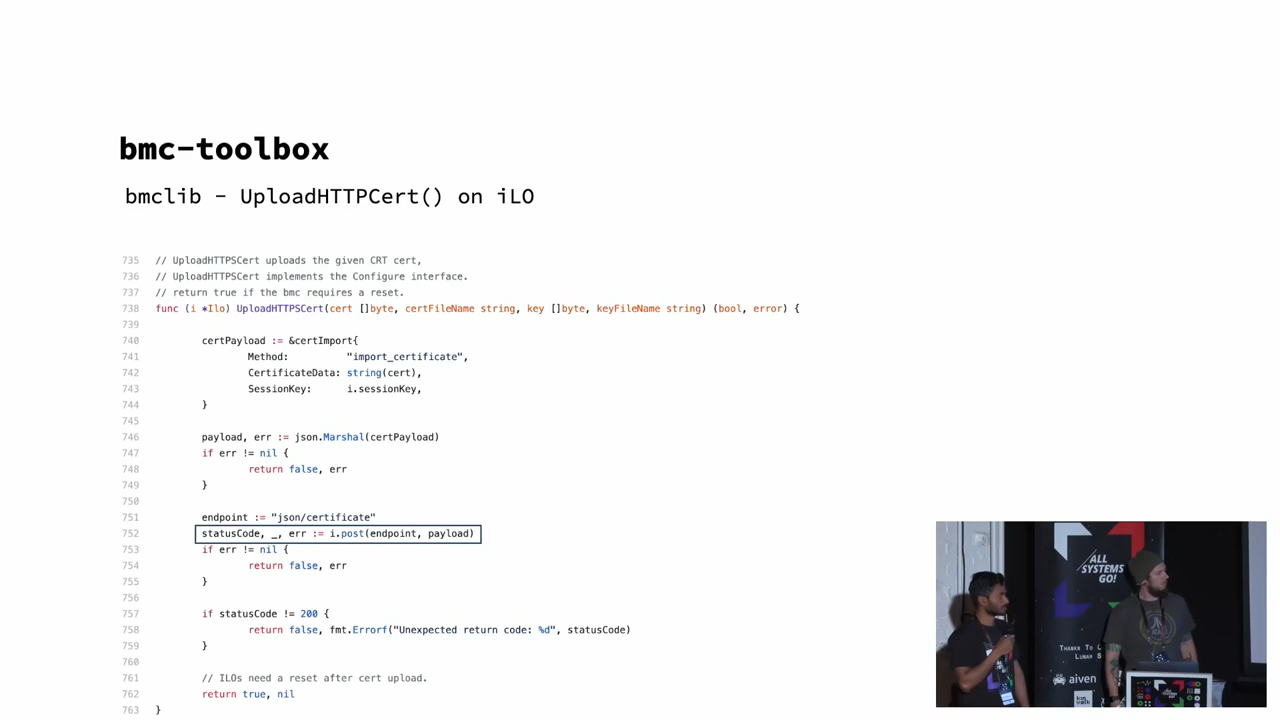 bmc-toolbox
bmclib - UploadHTTPCert() on iLO
735 // UploadHTTPSCert uploads the given CRT cert,
736 // UploadHTTPSCert implements the Configure interface.
737 // return true if the bmc requires a reset.
738 func (i *Ilo) UploadHTTPSCert(cert []byte, certFileName string, key []byte, keyFileName string) (bool, error) {
739
740 certPayload := &certImport{
741 Method: "import_certificate",
742 CertificateData: string(cert),
743 SessionKey: i.sessionKey,
744 }
745
746 payload, err := json.Marshal(certPayload)
747 if err != nil {
748 return false, err
749 }
750
751 endpoint := "json/certificate"
752 statusCode, _, err := i.post(endpoint, payload)
753 if err != nil {
754 return false, err
755 }
756
757 if statusCode != 200 {
758 return false, fmt.Errorf("Unexpected return code: %d", statusCode)
759 }
760
761 // ILOs need a reset after cert upload.
762 return true, nil
763 }
ALL
SYSTEMS
GO!
THANKS TO
aiven